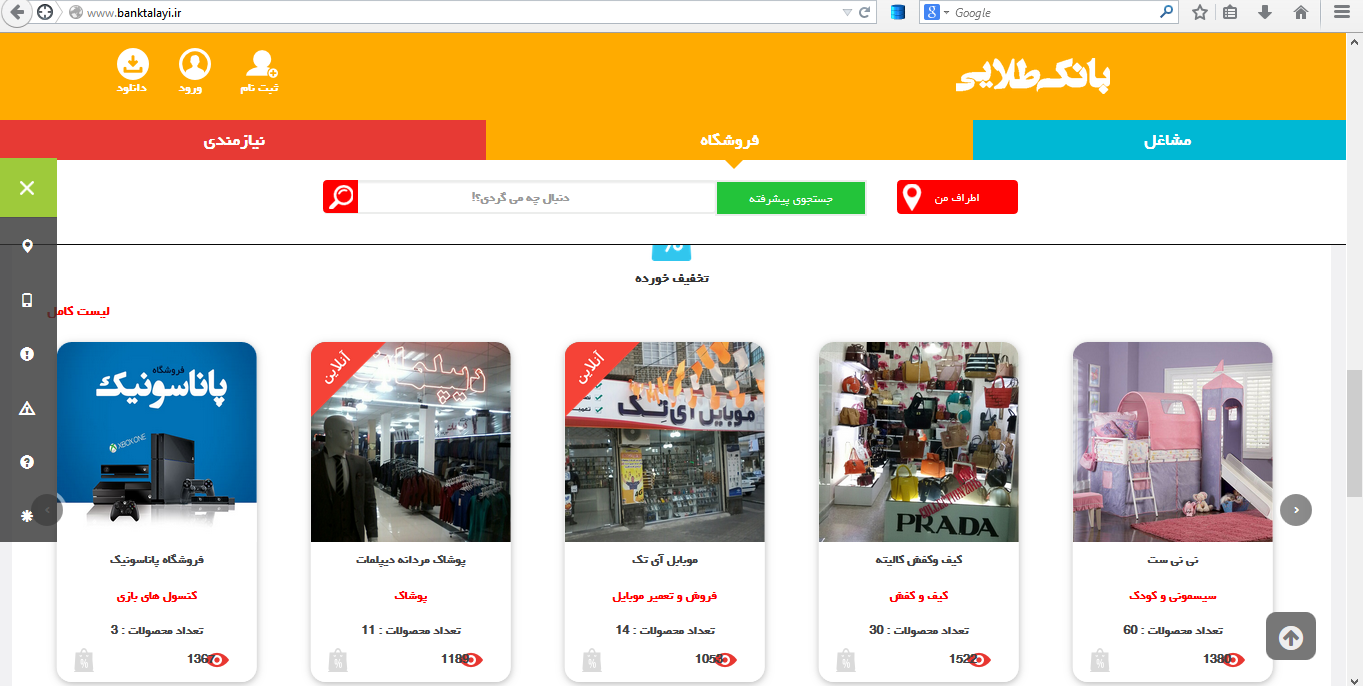 www.banktalayi.ir
Google
بانک طلایی
ثبت نام
ورود
دانلود
مشاغل
فروشگاه
نیازمندی
اطراف من
جستجوی پیشرفته
دنبال چه می گردی؟!
%
تخفیف خورده
لیست کامل
PRADA
آنلاین
موبایل آی تک
آنلاین
دیپلمات
فروشگاه
پاناسونیک
XBOX ONE
نی نی ست
کیف وکفش کالیته
موبایل آی تک
پوشاک مردانه دیپلمات
فروشگاه پاناسونیک
سیسمونی و کودک
کیف و کفش
فروش و تعمیر موبایل
پوشاک
کنسول های بازی
تعداد محصولات : 60
تعداد محصولات : 30
تعداد محصولات : 14
تعداد محصولات : 11
تعداد محصولات : 3
1380
1522
1053
1189
1367